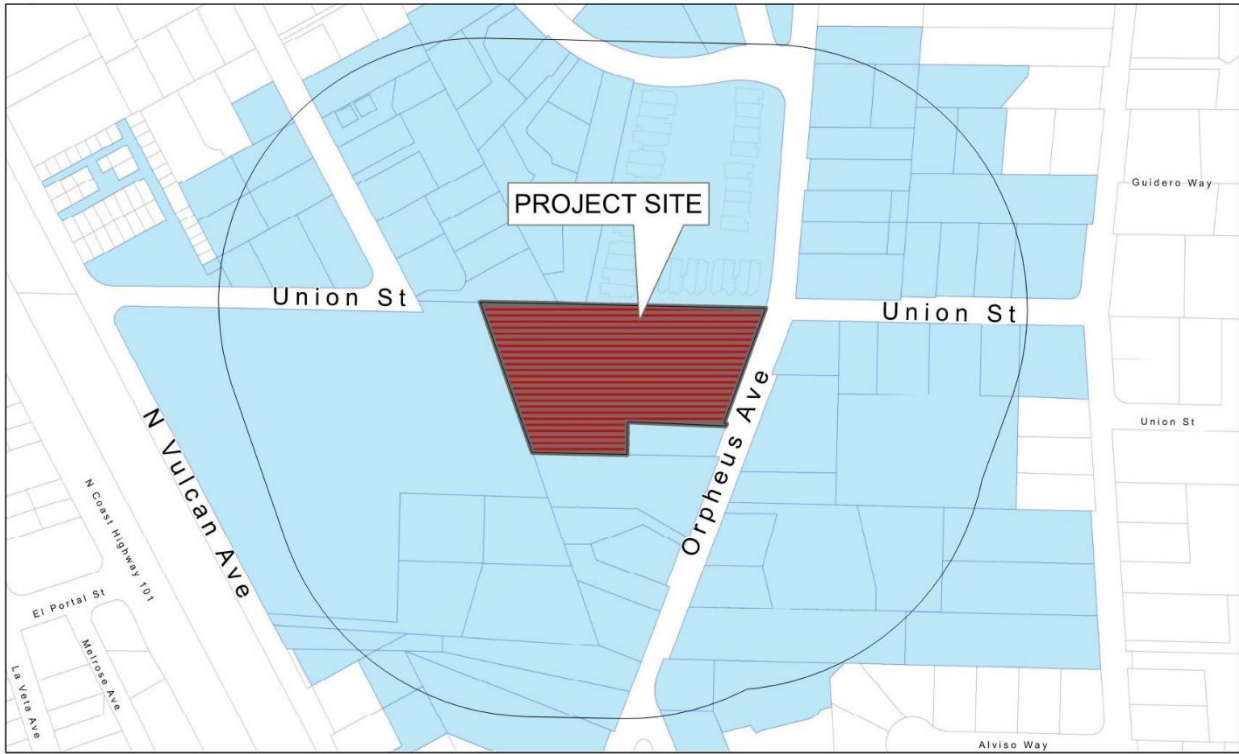 Guidero Way
PROJECT SITE
Union St
Union St
Orpheus Ave
Union St
N Vulcan Ave
N Coast Highway 101
El Portal St
Melrose Ave
La Veta Ave
Alviso Way